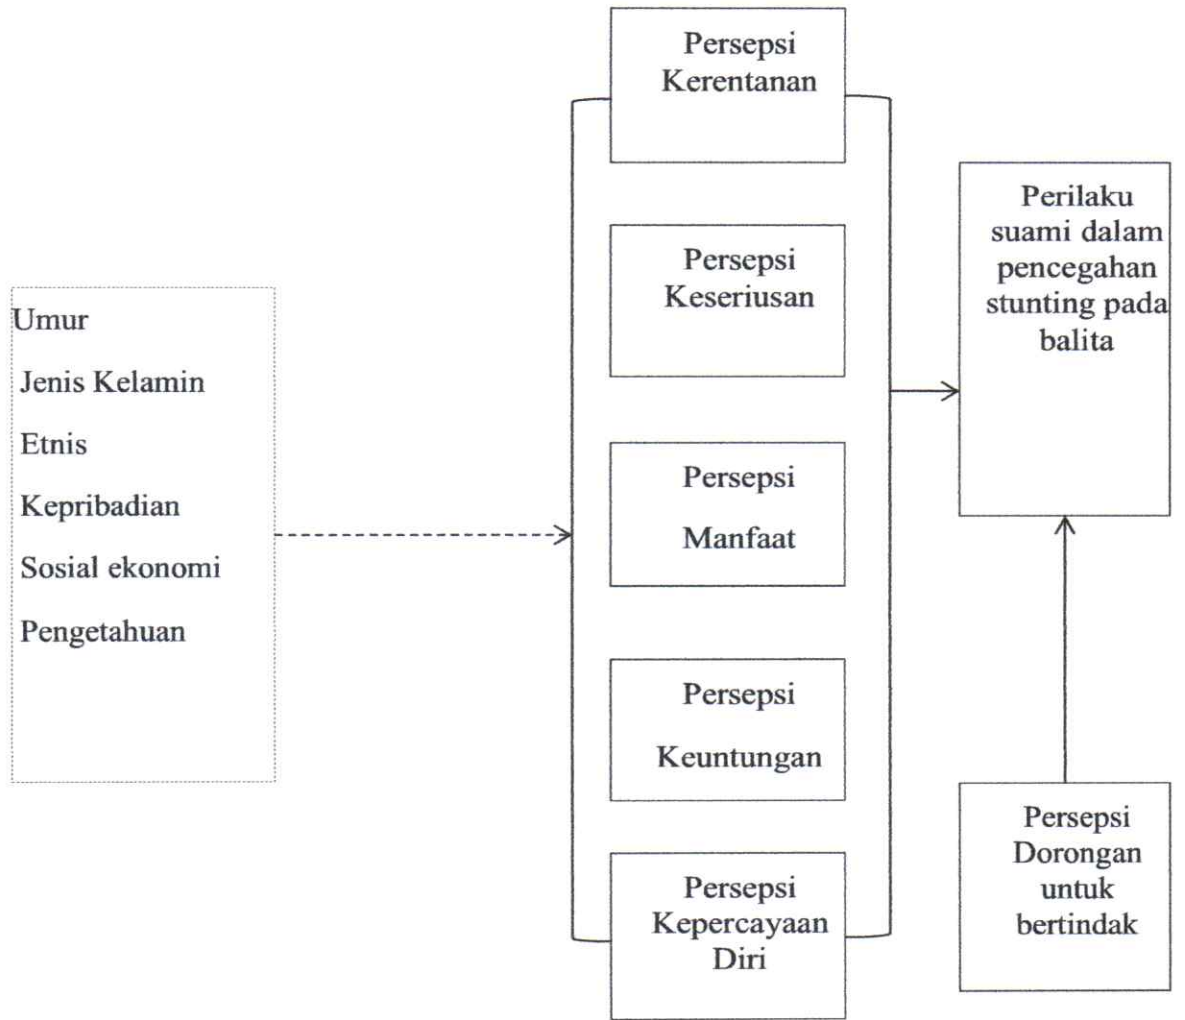 Umur
Jenis Kelamin
Etnis
Kepribadian
Sosial ekonomi
Pengetahuan
Persepsi
Kerentanan
Persepsi
Keseriusan
Persepsi
Manfaat
Persepsi
Keuntungan
Persepsi
Kepercayaan
Diri
Perilaku
suami dalam
pencegahan
stunting pada
balita
Persepsi
Dorongan
untuk
bertindak